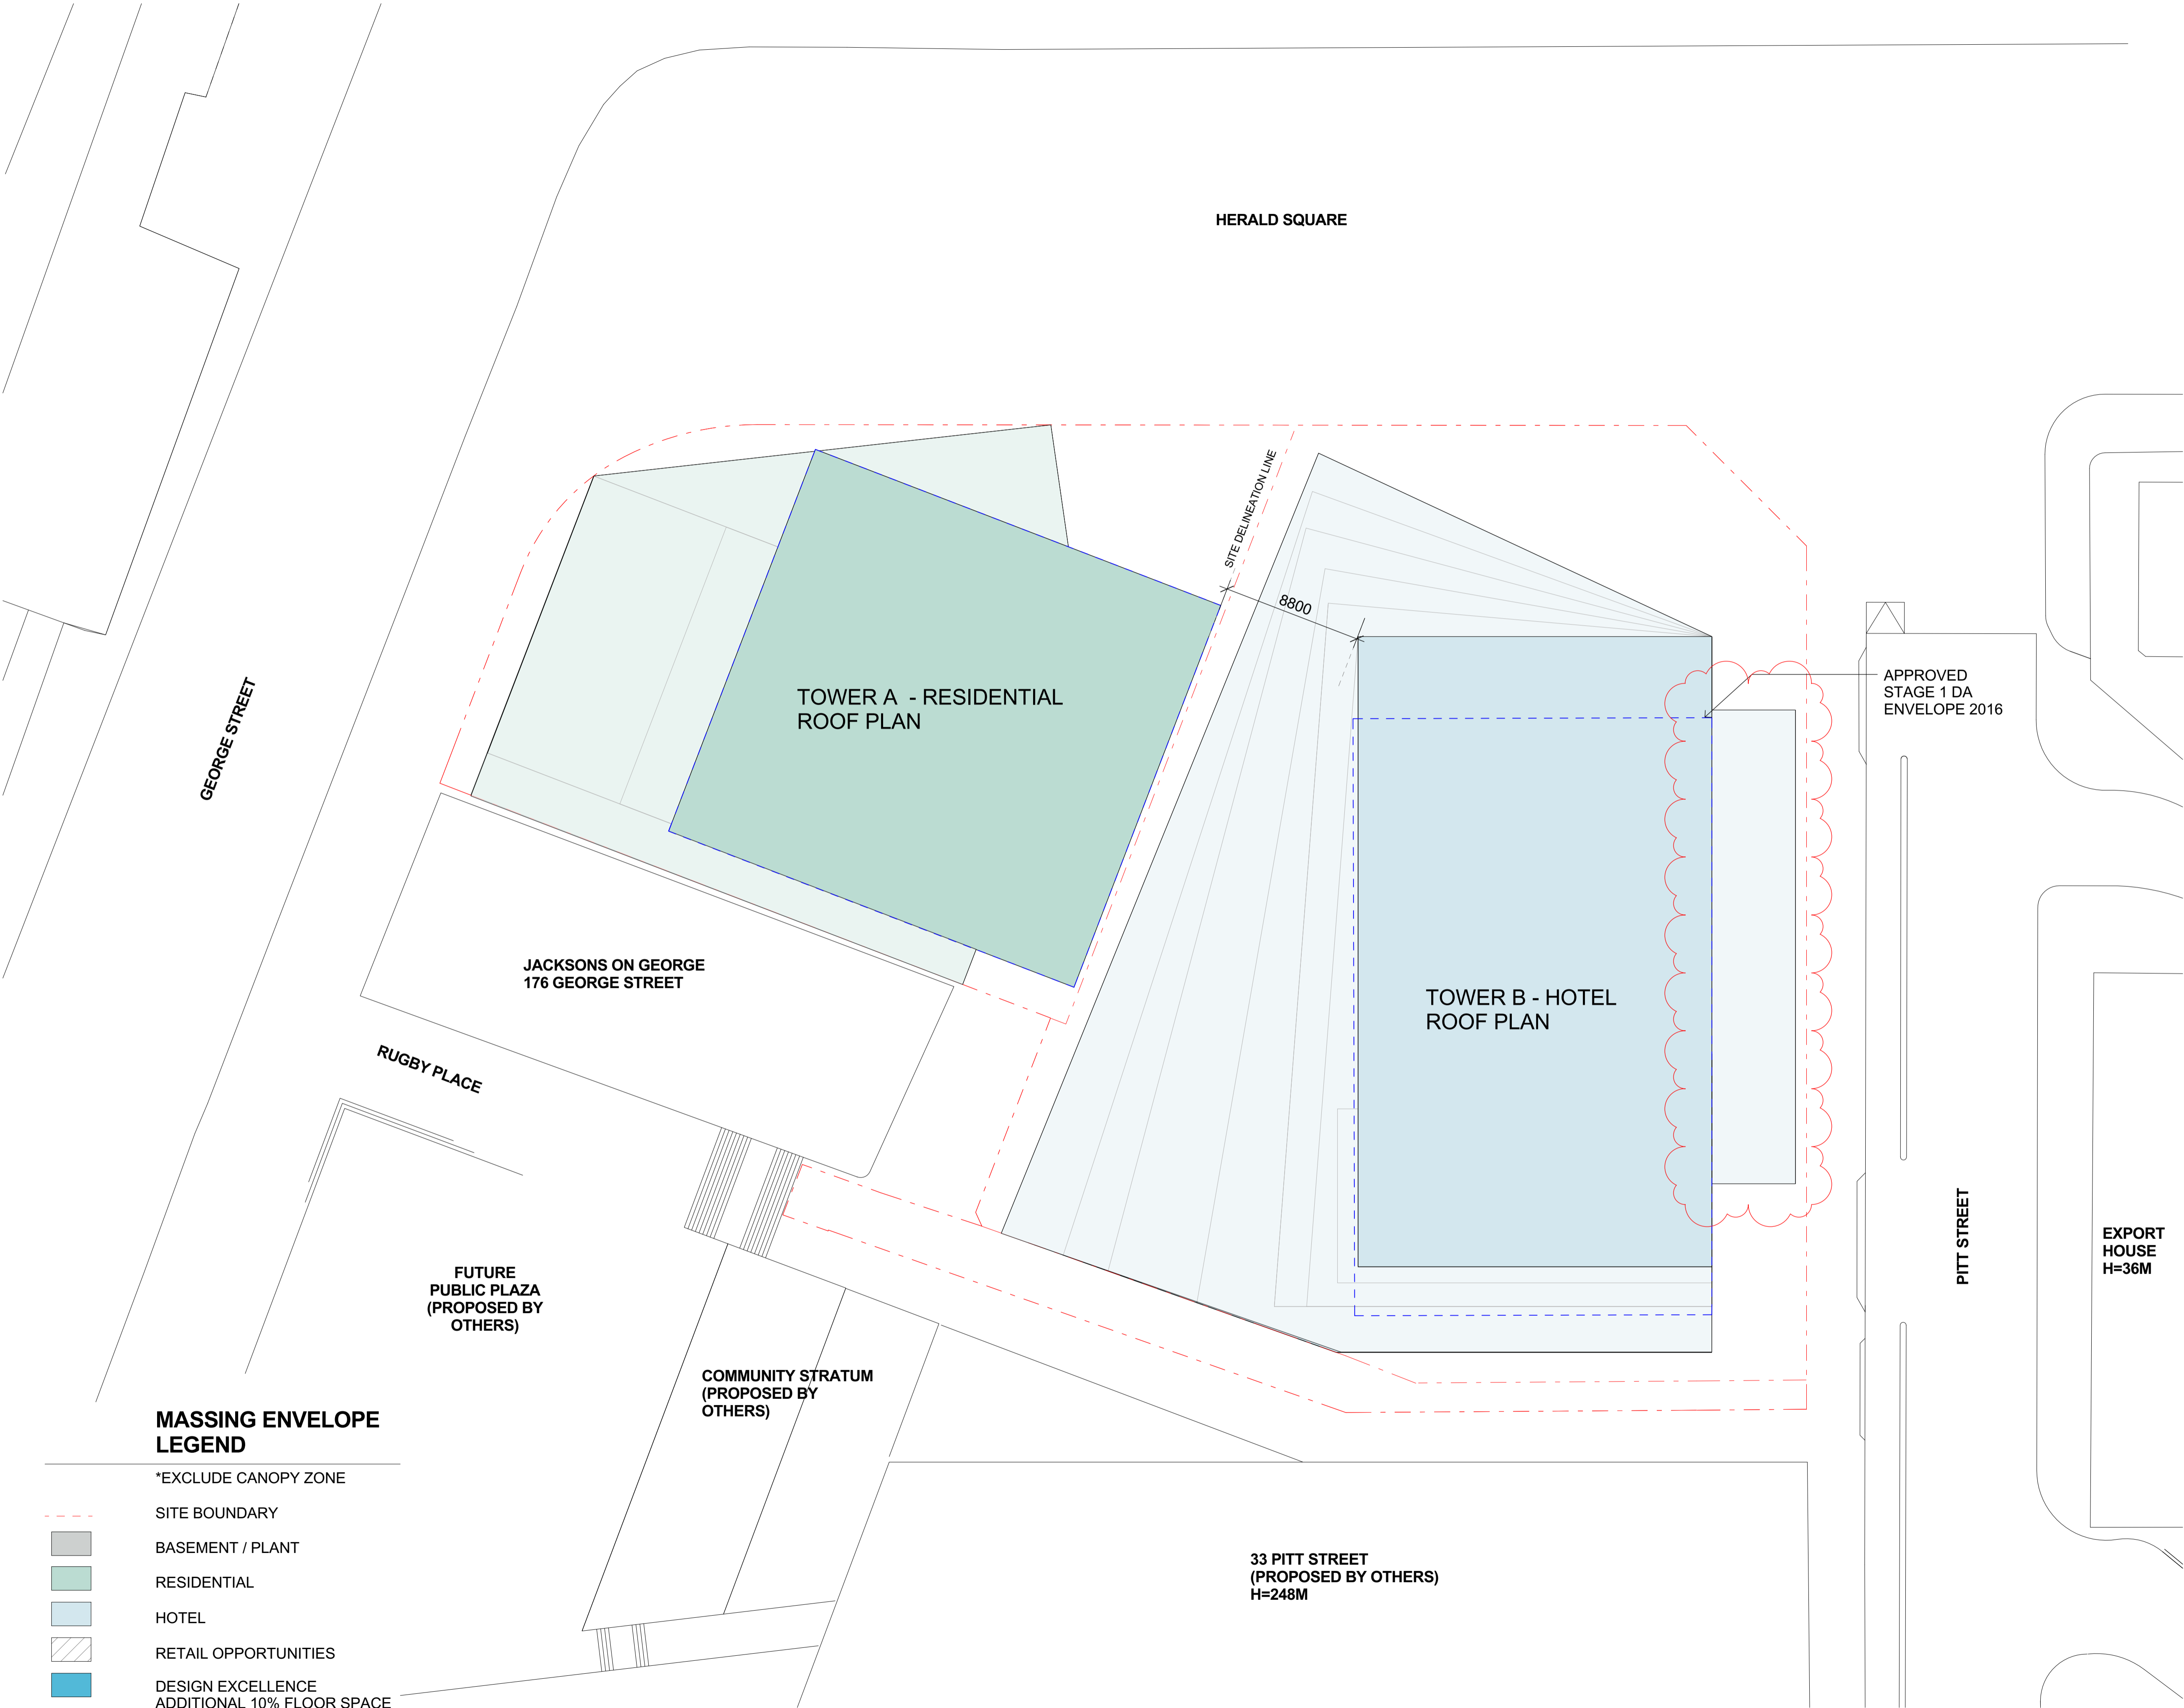 HERALD SQUARE
SITE DELINEATION LINE
8800
TOWER A - RESIDENTIAL
ROOF PLAN
APPROVED
STAGE 1 DA
ENVELOPE 2016
GEORGE STREET
JACKSONS ON GEORGE
176 GEORGE STREET
TOWER B - HOTEL
ROOF PLAN
RUGBY PLACE
PITT STREET
EXPORT
HOUSE
H=36M
FUTURE
PUBLIC PLAZA
(PROPOSED BY
OTHERS)
COMMUNITY STRATUM
(PROPOSED BY
OTHERS)
33 PITT STREET
(PROPOSED BY OTHERS)
H=248M
MASSING ENVELOPE
LEGEND
*EXCLUDE CANOPY ZONE
SITE BOUNDARY
BASEMENT / PLANT
RESIDENTIAL
HOTEL
RETAIL OPPORTUNITIES
DESIGN EXCELLENCE
ADDITIONAL 10% FLOOR SPACE